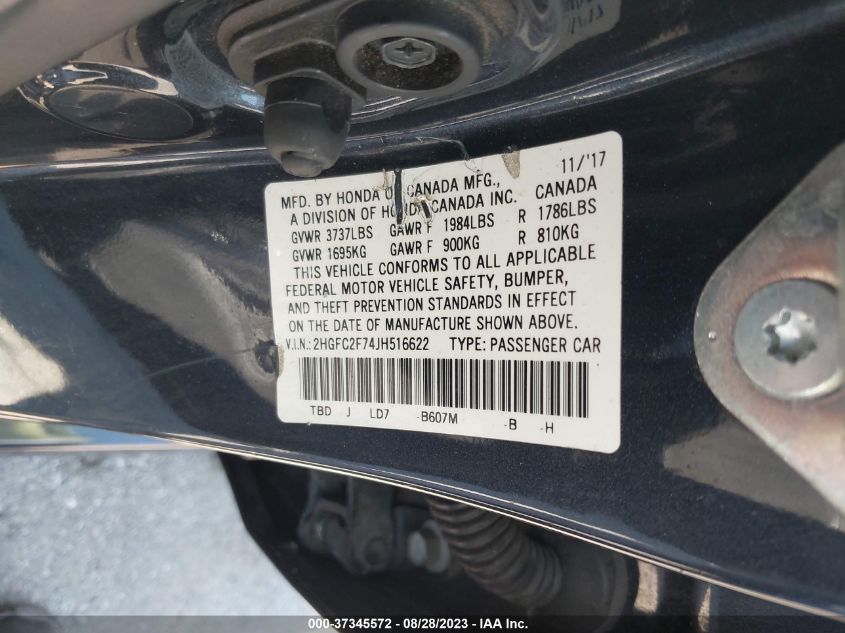 11/'17
MFD. BY HONDA OF CANADA MFG.,
A DIVISION OF HONDA CANADA INC. CANADA
GVWR 3737LBS GAWR F 1984LBS R 1786LBS
GVWR 1695KG GAWR F 900KG R 810KG
THIS VEHICLE CONFORMS TO ALL APPLICABLE
FEDERAL MOTOR VEHICLE SAFETY, BUMPER,
AND THEFT PREVENTION STANDARDS IN EFFECT
ON THE DATE OF MANUFACTURE SHOWN ABOVE.
V.I.N.: 2HGFC2F74JH516622 TYPE: PASSENGER CAR
TBD J LD7 -B607M -B -H
000-37345572 - 08/28/2023 - IAA Inc.